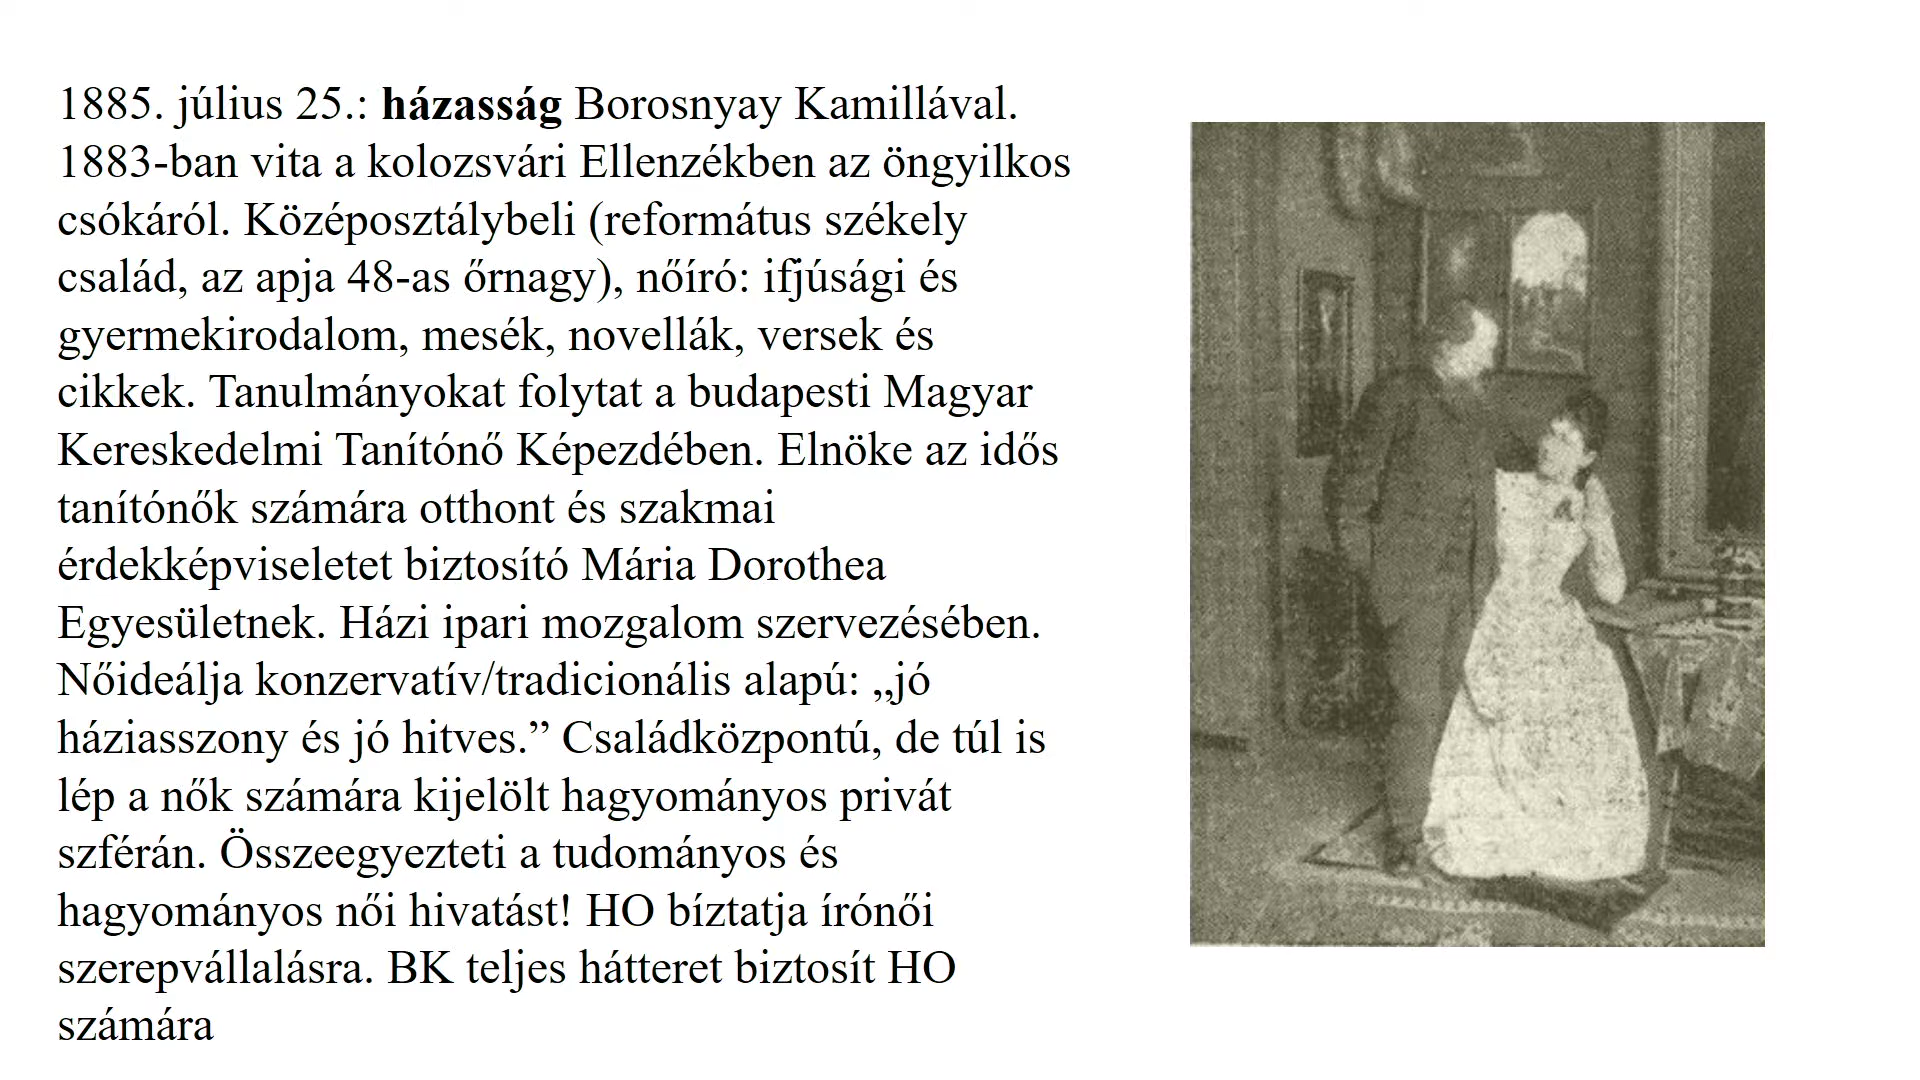 1885. július 25.: házasság Borosnyay Kamillával.
1883-ban vita a kolozsvári Ellenzékben az öngyilkos
csókáról. Középosztálybeli (református székely
család, az apja 48-as őrnagy), nőíró: ifjúsági és
gyermekirodalom, mesék, novellák, versek és
cikkek. Tanulmányokat folytat a budapesti Magyar
Kereskedelmi Tanítónő Képezdében. Elnöke az idős
tanítónők számára otthont és szakmai
érdekképviseletet biztosító Mária Dorothea
Egyesületnek. Házi ipari mozgalom szervezésében.
Nőideálja konzervatív/tradicionális alapú: „jó
háziasszony és jó hitves.” Családközpontú, de túl is
lép a nők számára kijelölt hagyományos privát
szférán. Összeegyezteti a tudományos és
hagyományos női hivatást! HO bíztatja írónői
szerepvállalásra. BK teljes hátteret biztosít HO
számára